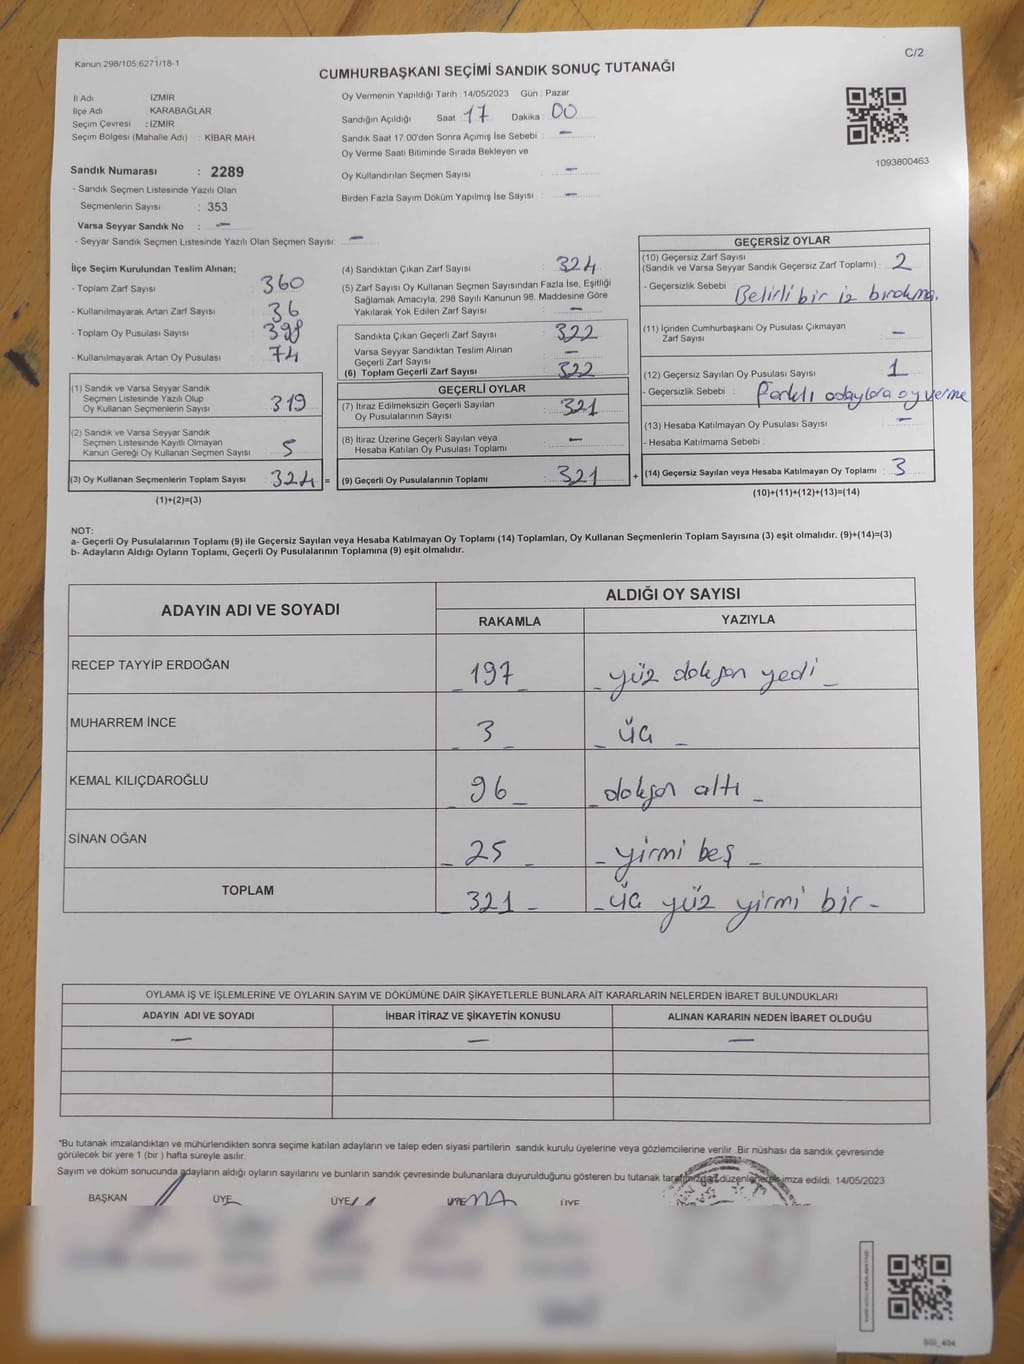 Kanun:298/105;6271/18-1
C/2
CUMHURBAŞKANI SEÇİMİ SANDIK SONUÇ TUTANAĞI
İl Adı İZMİR
İlçe Adı : KARABAĞLAR
Seçim Çevresi : İZMİR
Seçim Bölgesi (Mahalle Adı) : KİBAR MAH
Oy Vermenin Yapıldığı Tarih : 14/05/2023 Gün : Pazar
Sandığın Açıldığı Saat : 17 Dakika : 00
Sandık Saat 17.00'den Sonra Açımış İse Sebebi : –
Oy Verme Saati Bitiminde Sırada Bekleyen ve
Oy Kullandırılan Seçmen Sayısı : –
Birden Fazla Sayım Döküm Yapılmış İse Sayısı : –
1093800463
Sandık Numarası : 2289
- Sandık Seçmen Listesinde Yazılı Olan
Seçmenlerin Sayısı : 353
Varsa Seyyar Sandık No : –
- Seyyar Sandık Seçmen Listesinde Yazılı Olan Seçmen Sayısı: –
İlçe Seçim Kurulundan Teslim Alınan;
- Toplam Zarf Sayısı : 360
- Kullanılmayarak Artan Zarf Sayısı : 36
- Toplam Oy Pusulası Sayısı : 398
- Kullanılmayarak Artan Oy Pusulası : 74
(1) Sandık ve Varsa Seyyar Sandık
Seçmen Listesinde Yazılı Olup
Oy Kullanan Seçmenlerin Sayısı : 319
(2) Sandık ve Varsa Seyyar Sandık
Seçmen Listesinde Kayıtlı Olmayan
Kanun Gereği Oy Kullanan Seçmen Sayısı : 5
(3) Oy Kullanan Seçmenlerin Toplam Sayısı : 324 =
(1)+(2)=(3)
(4) Sandıktan Çıkan Zarf Sayısı : 324
(5) Zarf Sayısı Oy Kullanan Seçmen Sayısından Fazla İse, Eşitliği
Sağlamak Amacıyla, 298 Sayılı Kanunun 98. Maddesine Göre
Yakılarak Yok Edilen Zarf Sayısı : –
Sandıkta Çıkan Geçerli Zarf Sayısı : 322
Varsa Seyyar Sandıktan Teslim Alınan
Geçerli Zarf Sayısı : –
(6) Toplam Geçerli Zarf Sayısı : 322
GEÇERLİ OYLAR
(7) İtiraz Edilmeksizin Geçerli Sayılan
Oy Pusulalarının Sayısı : 321
(8) İtiraz Üzerine Geçerli Sayılan veya
Hesaba Katılan Oy Pusulası Toplamı : –
(9) Geçerli Oy Pusulalarının Toplamı : 321 +
GEÇERSİZ OYLAR
(10) Geçersiz Zarf Sayısı
(Sandık ve Varsa Seyyar Sandık Geçersiz Zarf Toplamı) : 2
- Geçersizlik Sebebi : Belirli bir iz bırakma.
(11) İçinden Cumhurbaşkanı Oy Pusulası Çıkmayan
Zarf Sayısı : –
(12) Geçersiz Sayılan Oy Pusulası Sayısı : 1
- Geçersizlik Sebebi : Farklı adaylara oy verme
(13) Hesaba Katılmayan Oy Pusulası Sayısı : –
- Hesaba Katılmama Sebebi :
(14) Geçersiz Sayılan veya Hesaba Katılmayan Oy Toplamı : 3
(10)+(11)+(12)+(13)=(14)
NOT:
a- Geçerli Oy Pusulalarının Toplamı (9) ile Geçersiz Sayılan veya Hesaba Katılmayan Oy Toplamı (14) Toplamları, Oy Kullanan Seçmenlerin Toplam Sayısına (3) eşit olmalıdır. (9)+(14)=(3)
b- Adayların Aldığı Oyların Toplamı, Geçerli Oy Pusulalarının Toplamına (9) eşit olmalıdır.
ADAYIN ADI VE SOYADI
ALDIĞI OY SAYISI
RAKAMLA YAZIYLA
RECEP TAYYİP ERDOĞAN _ 197 _ _ yüz doksan yedi _
MUHARREM İNCE _ 3 _ _ üç _
KEMAL KILIÇDAROĞLU _ 96 _ _ doksan altı _
SİNAN OĞAN _ 25 _ _ yirmi beş _
TOPLAM _ 321 _ _ üç yüz yirmi bir -
OYLAMA İŞ VE İŞLEMLERİNE VE OYLARIN SAYIM VE DÖKÜMÜNE DAİR ŞİKAYETLERLE BUNLARA AİT KARARLARIN NELERDEN İBARET BULUNDUKLARI
ADAYIN ADI VE SOYADI İHBAR İTİRAZ VE ŞİKAYETİN KONUSU ALINAN KARARIN NEDEN İBARET OLDUĞU
– – –
"Bu tutanak imzalandıktan ve mühürlendikten sonra seçime katılan adayların ve talep eden siyasi partilerin sandık kurulu üyelerine veya gözlemcilerine verilir. Bir nüshası da sandık çevresinde
görülecek bir yere 1 (bir ) hafta süreyle asılır.
Sayım ve döküm sonucunda adayların aldığı oyların sayılarını ve bunların sandık çevresinde bulunanlara duyurulduğunu gösteren bu tutanak tarafımızdan düzenlenerek imza edildi. 14/05/2023
BAŞKAN ÜYE ÜYE ÜYE ÜYE